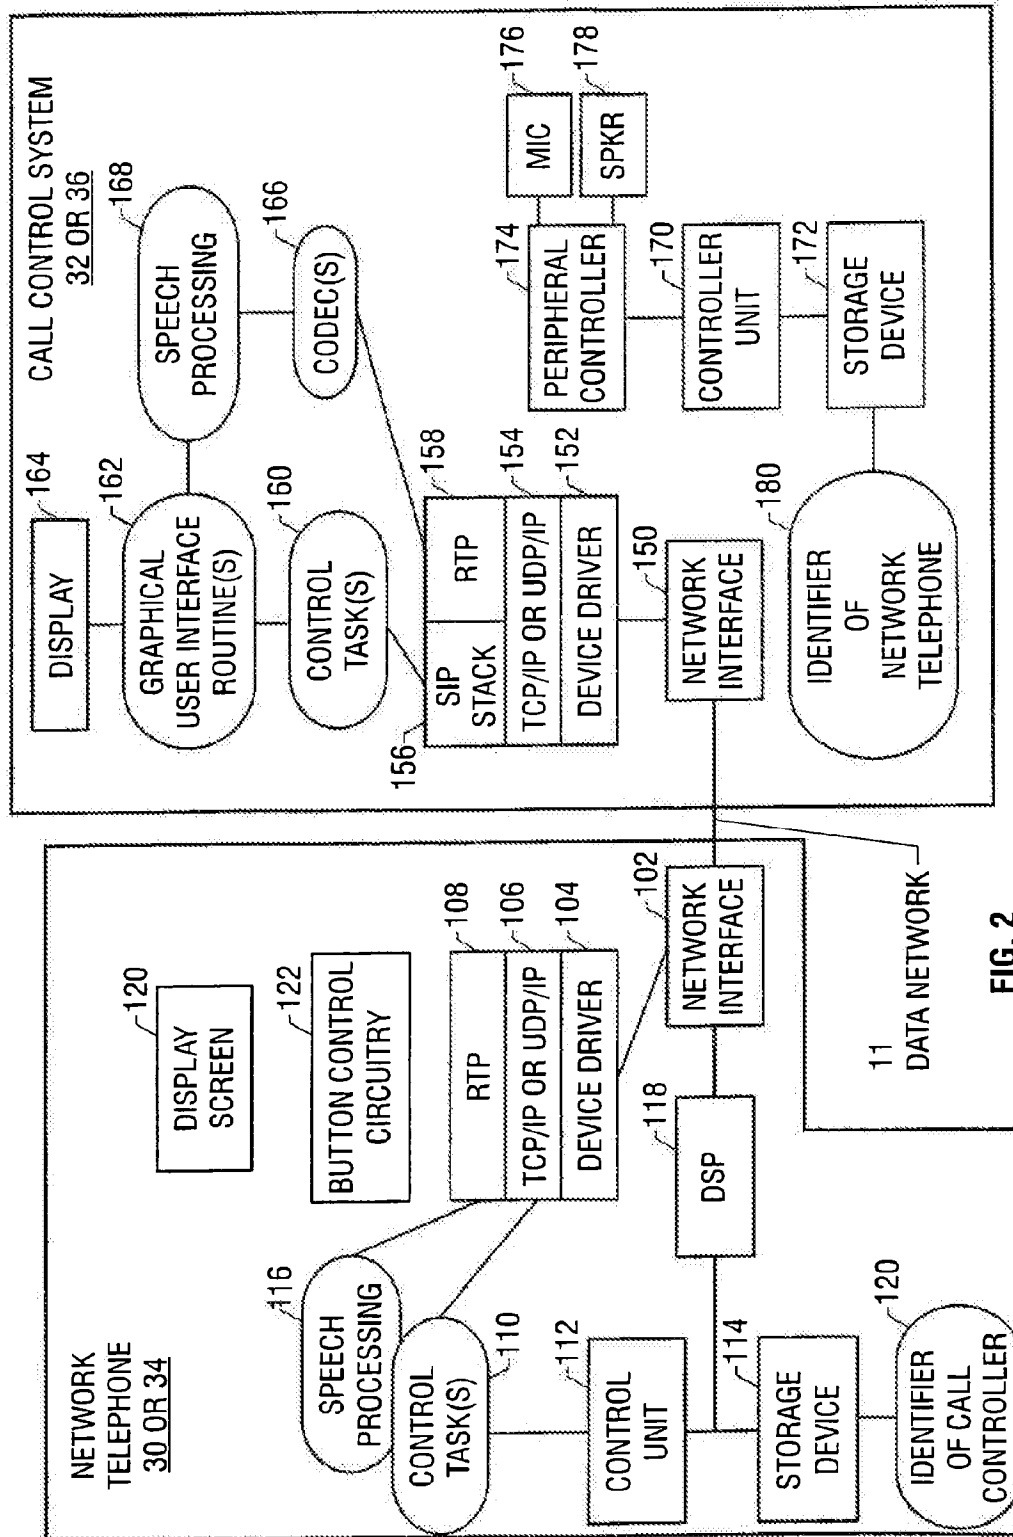 NETWORK
TELEPHONE
30 OR 34
120
DISPLAY
SCREEN
122
BUTTON CONTROL
CIRCUITRY
116
SPEECH
PROCESSING
CONTROL
TASK(S)
110
RTP
108
TCP/IP OR UDP/IP
106
DEVICE DRIVER
104
CONTROL
UNIT
112
DSP
118
NETWORK
INTERFACE
102
STORAGE
DEVICE
114
IDENTIFIER
OF CALL
CONTROLLER
120
11
DATA NETWORK
CALL CONTROL SYSTEM
32 OR 36
DISPLAY
164
GRAPHICAL
USER INTERFACE
ROUTINE(S)
162
SPEECH
PROCESSING
168
CONTROL
TASK(S)
160
CODEC(S)
166
156
SIP
STACK
RTP
158
TCP/IP OR UDP/IP
154
DEVICE DRIVER
152
NETWORK
INTERFACE
150
MIC
176
SPKR
178
PERIPHERAL
CONTROLLER
174
CONTROLLER
UNIT
170
STORAGE
DEVICE
172
IDENTIFIER
OF
NETWORK
TELEPHONE
180
FIG. 2